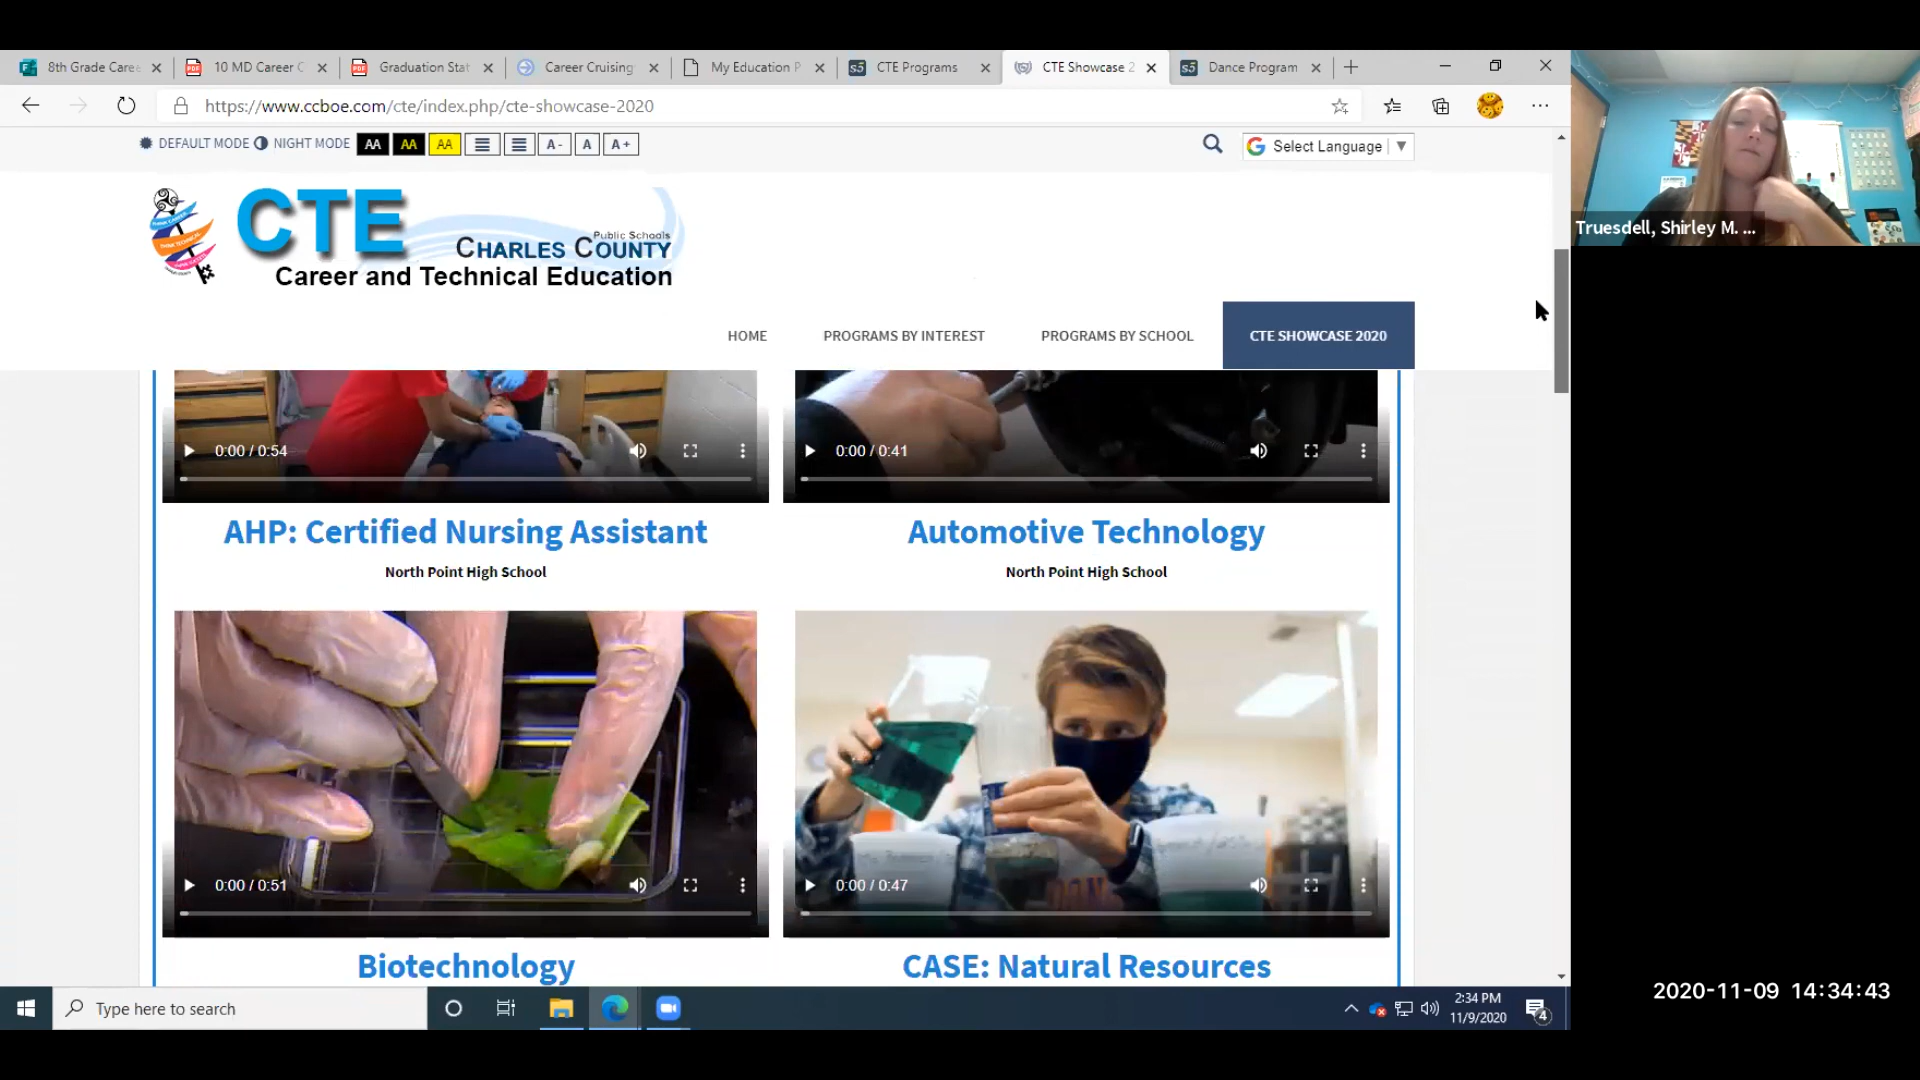 8th Grade Caree
10 MD Career C
Graduation Stat
Career Cruising
My Education P
CTE Programs
CTE Showcase 2
Dance Program
https://www.ccboe.com/cte/index.php/cte-showcase-2020
DEFAULT MODE NIGHT MODE AA AA AA A- A A+
Select Language
CTE
Public Schools
CHARLES COUNTY
Career and Technical Education
HOME PROGRAMS BY INTEREST PROGRAMS BY SCHOOL CTE SHOWCASE 2020
Truesdell, Shirley M. ...
0:00 / 0:54
0:00 / 0:41
AHP: Certified Nursing Assistant
Automotive Technology
North Point High School
North Point High School
0:00 / 0:51
0:00 / 0:47
Biotechnology
CASE: Natural Resources
Type here to search
2:34 PM
11/9/2020
4
2020-11-09 14:34:43